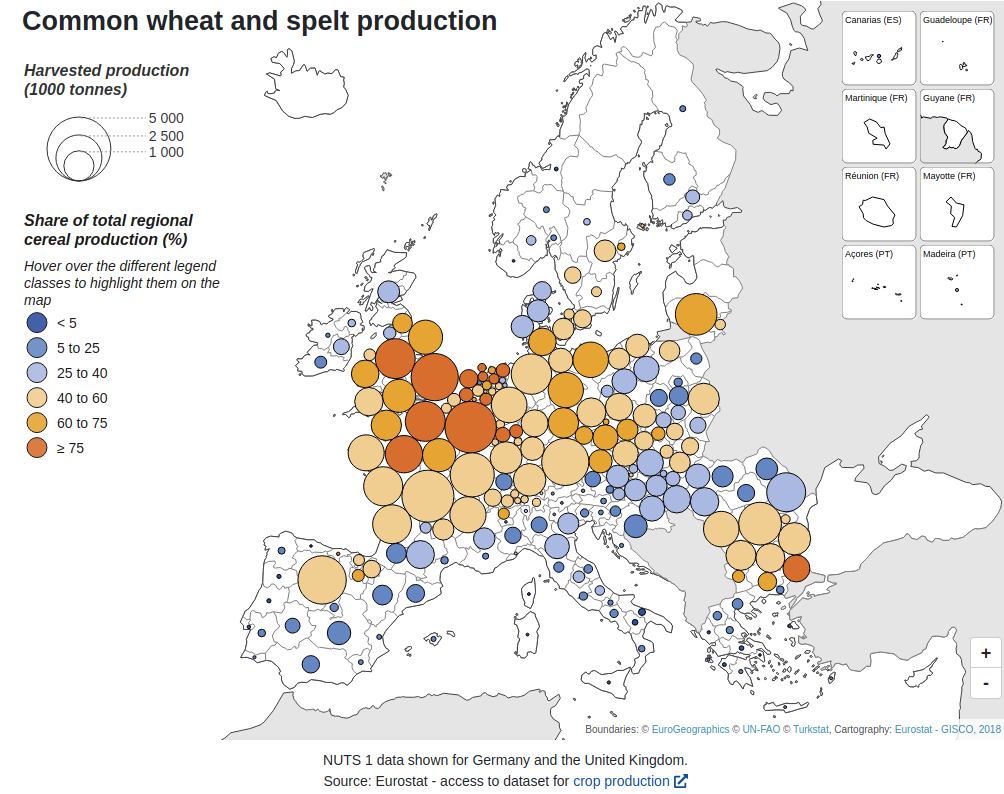 Common wheat and spelt production
Harvested production
(1000 tonnes)
5 000
2 500
1 000
Share of total regional
cereal production (%)
Hover over the different legend
classes to highlight them on the
map
< 5
5 to 25
25 to 40
40 to 60
60 to 75
≥ 75
Canarias (ES)
Guadeloupe (FR)
Martinique (FR)
Guyane (FR)
Réunion (FR)
Mayotte (FR)
Açores (PT)
Madeira (PT)
+
-
Boundaries: © EuroGeographics © UN-FAO © Turkstat, Cartography: Eurostat - GISCO, 2018
NUTS 1 data shown for Germany and the United Kingdom.
Source: Eurostat - access to dataset for crop production